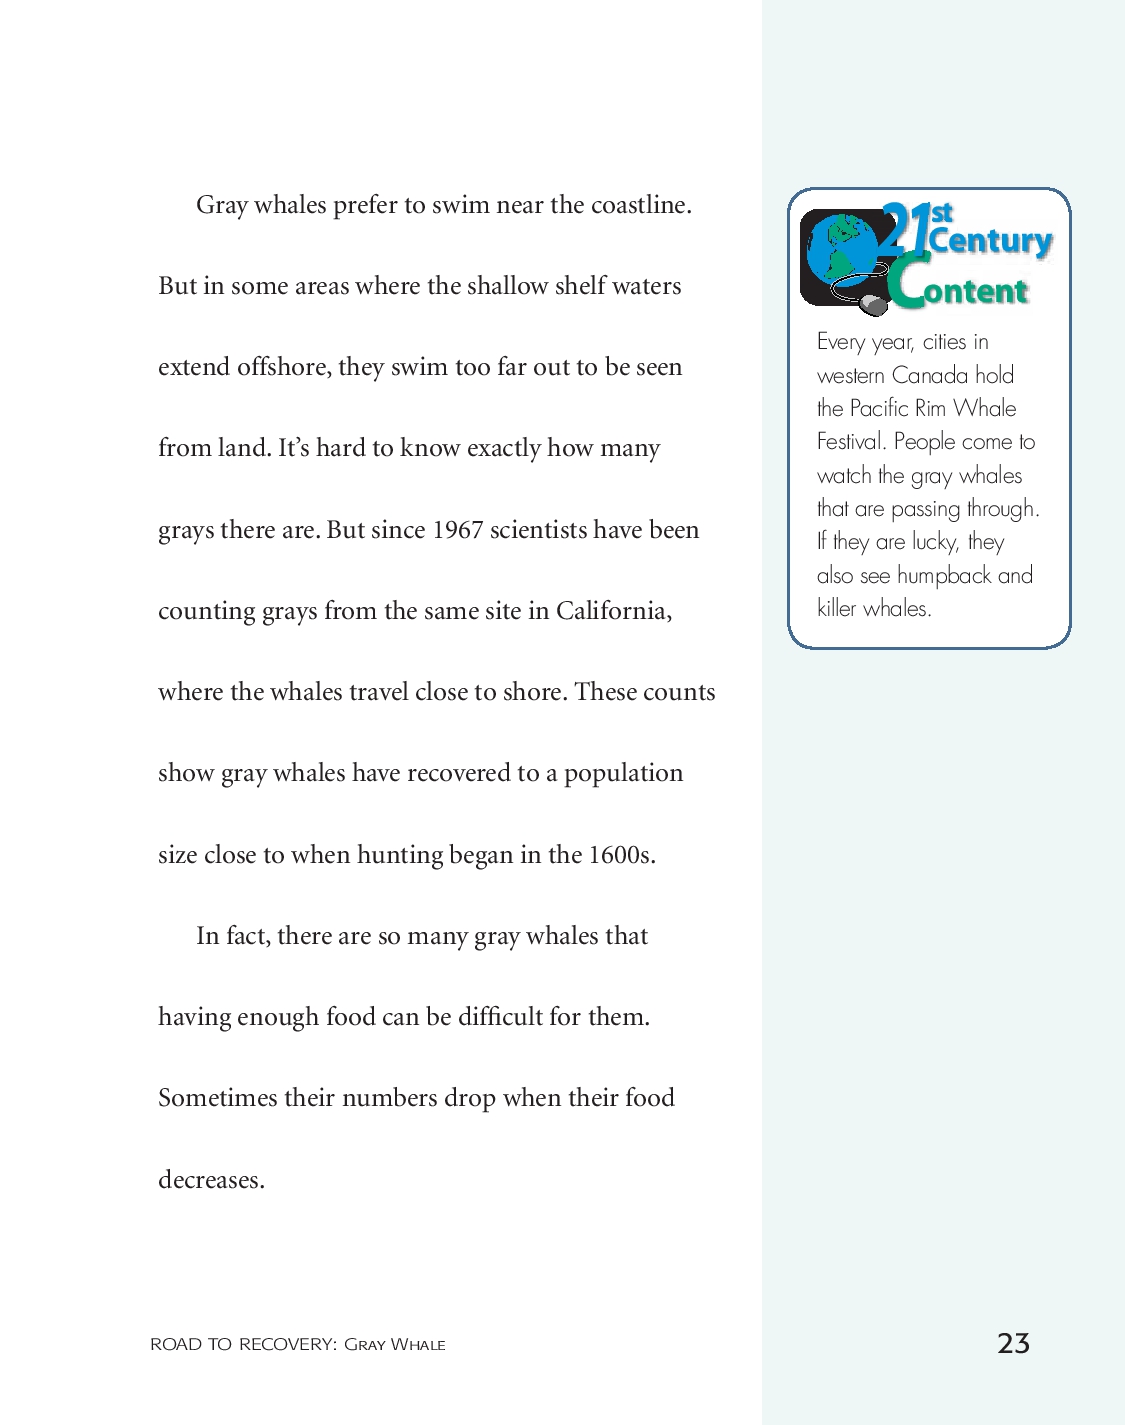 Gray whales prefer to swim near the coastline.
But in some areas where the shallow shelf waters
extend offshore, they swim too far out to be seen
from land. It’s hard to know exactly how many
grays there are. But since 1967 scientists have been
counting grays from the same site in California,
where the whales travel close to shore. These counts
show gray whales have recovered to a population
size close to when hunting began in the 1600s.
In fact, there are so many gray whales that
having enough food can be difficult for them.
Sometimes their numbers drop when their food
decreases.
21st
Century
Content
Every year, cities in
western Canada hold
the Pacific Rim Whale
Festival. People come to
watch the gray whales
that are passing through.
If they are lucky, they
also see humpback and
killer whales.
ROAD TO RECOVERY: GRAY WHALE
23